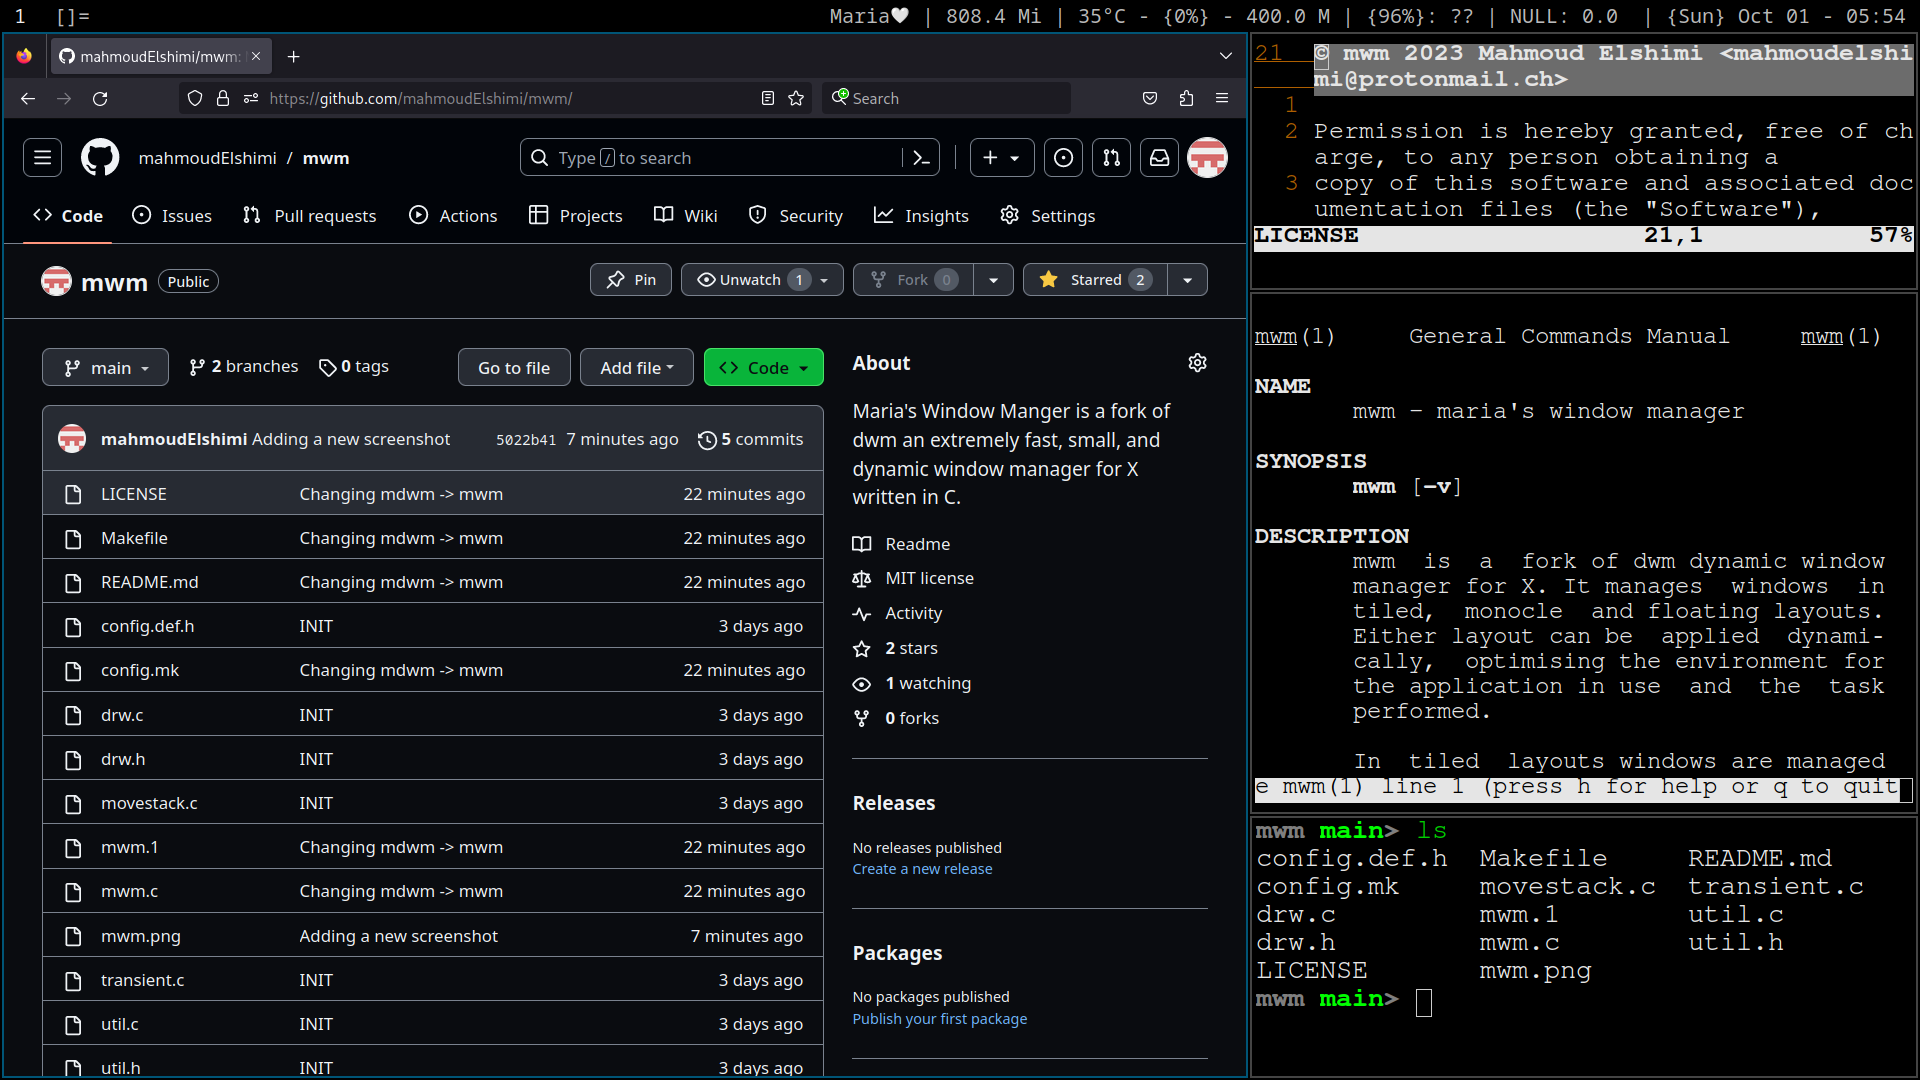 1 []= Maria🤍 | 808.4 Mi | 35°C - {0%} - 400.0 M | {96%}: ?? | NULL: 0.0 | {Sun} Oct 01 - 05:54
mahmoudElshimi/mwm:
https://github.com/mahmoudElshimi/mwm/
Search
mahmoudElshimi / mwm
Type / to search
Code Issues Pull requests Actions Projects Wiki Security Insights Settings
mwm Public
Pin Unwatch 1 Fork 0 Starred 2
main 2 branches 0 tags Go to file Add file Code
mahmoudElshimi Adding a new screenshot 5022b41 7 minutes ago 5 commits
LICENSE Changing mdwm -> mwm 22 minutes ago
Makefile Changing mdwm -> mwm 22 minutes ago
README.md Changing mdwm -> mwm 22 minutes ago
config.def.h INIT 3 days ago
config.mk Changing mdwm -> mwm 22 minutes ago
drw.c INIT 3 days ago
drw.h INIT 3 days ago
movestack.c INIT 3 days ago
mwm.1 Changing mdwm -> mwm 22 minutes ago
mwm.c Changing mdwm -> mwm 22 minutes ago
mwm.png Adding a new screenshot 7 minutes ago
transient.c INIT 3 days ago
util.c INIT 3 days ago
util.h INIT 3 days ago
About
Maria's Window Manger is a fork of
dwm an extremely fast, small, and
dynamic window manager for X
written in C.
Readme
MIT license
Activity
2 stars
1 watching
0 forks
Releases
No releases published
Create a new release
Packages
No packages published
Publish your first package
21 © mwm 2023 Mahmoud Elshimi <mahmoudelshi
mi@protonmail.ch>
1
2 Permission is hereby granted, free of ch
arge, to any person obtaining a
3 copy of this software and associated doc
umentation files (the "Software"),
LICENSE 21,1 57%
mwm(1) General Commands Manual mwm(1)
NAME
mwm - maria's window manager
SYNOPSIS
mwm [-v]
DESCRIPTION
mwm is a fork of dwm dynamic window
manager for X. It manages windows in
tiled, monocle and floating layouts.
Either layout can be applied dynami-
cally, optimising the environment for
the application in use and the task
performed.
In tiled layouts windows are managed
e mwm(1) line 1 (press h for help or q to quit
mwm main> ls
config.def.h Makefile README.md
config.mk movestack.c transient.c
drw.c mwm.1 util.c
drw.h mwm.c util.h
LICENSE mwm.png
mwm main>